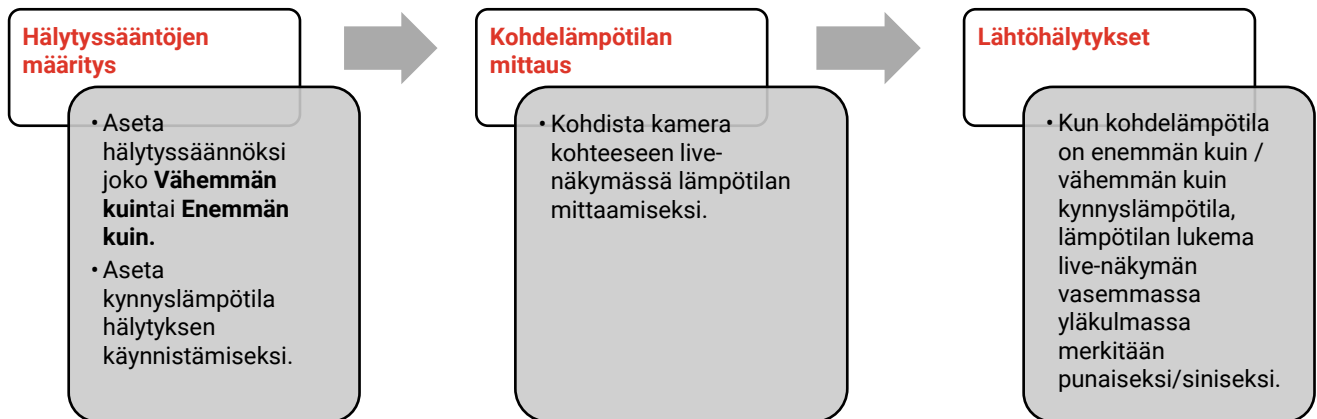 Hälytyssääntöjen
määritys
• Aseta
hälytyssäännöksi
joko Vähemmän
kuintai Enemmän
kuin.
• Aseta
kynnyslämpötila
hälytyksen
käynnistämiseksi.
Kohdelämpötilan
mittaus
• Kohdista kamera
kohteeseen live-
näkymässä lämpötilan
mittaamiseksi.
Lähtöhälytykset
• Kun kohdelämpötila
on enemmän kuin /
vähemmän kuin
kynnyslämpötila,
lämpötilan lukema
live-näkymän
vasemmassa
yläkulmassa
merkitään
punaiseksi/siniseksi.